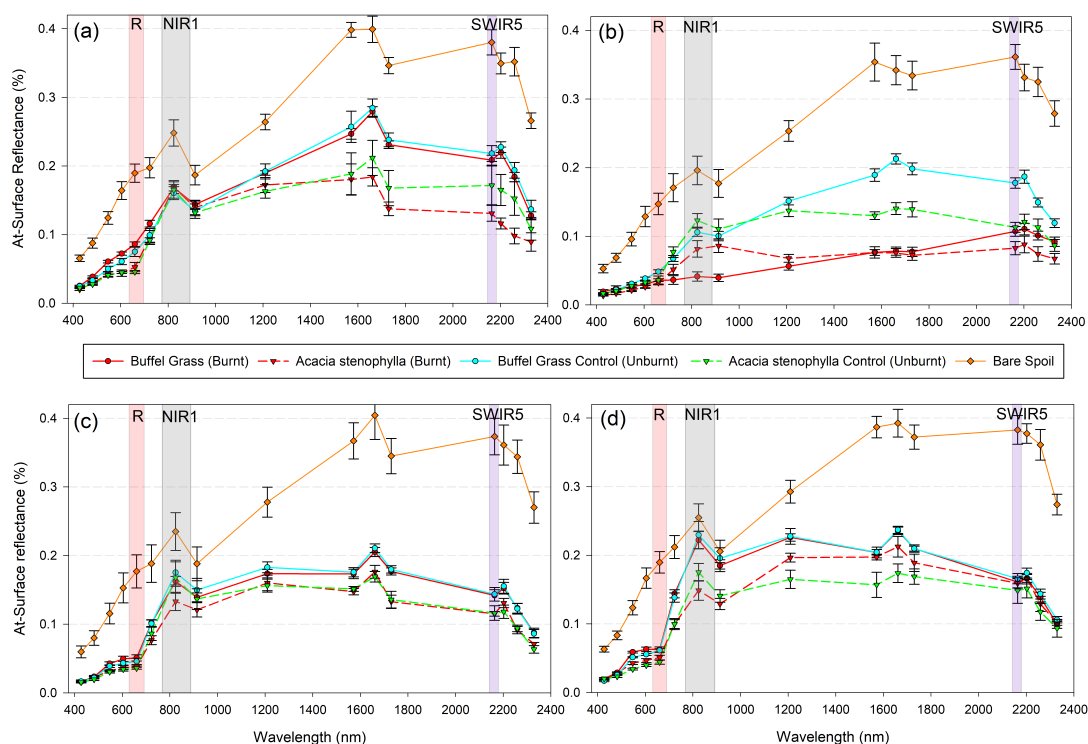 (a) R NIR1 SWIR5
At-Surface Reflectance (%)
0.4
0.3
0.2
0.1
0.0
400 600 800 1000 1200 1400 1600 1800 2000 2200 2400
(b) R NIR1 SWIR5
0.4
0.3
0.2
0.1
0.0
400 600 800 1000 1200 1400 1600 1800 2000 2200 2400
Buffel Grass (Burnt) Acacia stenophylla (Burnt) Buffel Grass Control (Unburnt) Acacia stenophylla Control (Unburnt) Bare Spoil
(c) R NIR1 SWIR5
At-Surface reflectance (%)
0.4
0.3
0.2
0.1
0.0
400 600 800 1000 1200 1400 1600 1800 2000 2200 2400
Wavelength (nm)
(d) R NIR1 SWIR5
0.4
0.3
0.2
0.1
0.0
400 600 800 1000 1200 1400 1600 1800 2000 2200 2400
Wavelength (nm)